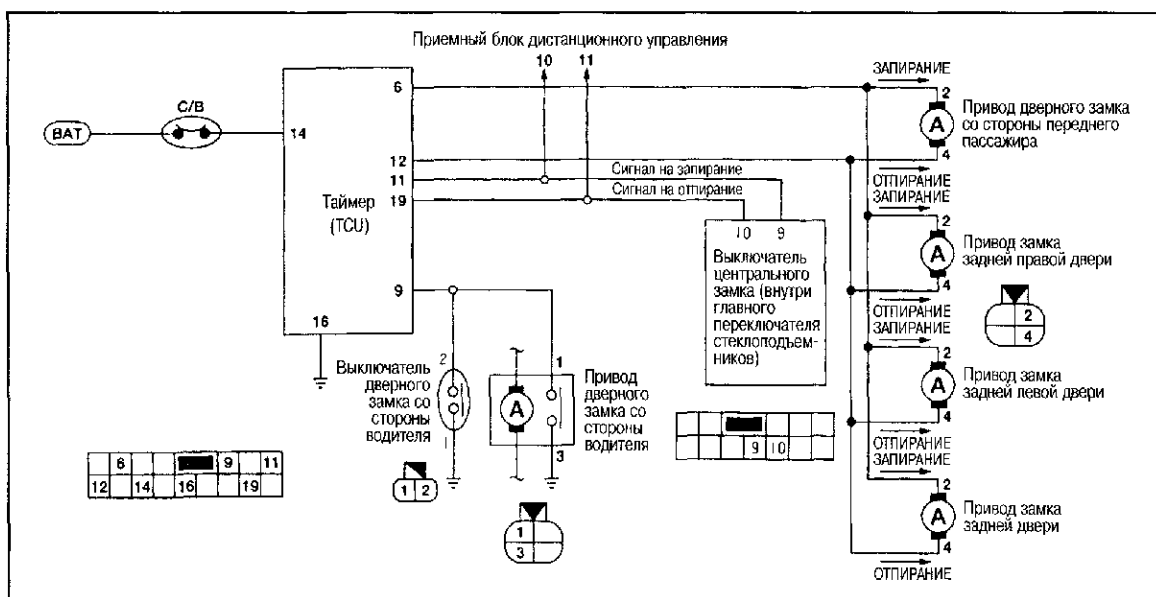 Приемный блок дистанционного управления
10 11
C/B
BAT
14
6
12
11
19
9
16
Таймер
(TCU)
Сигнал на запирание
Сигнал на отпирание
10 9
Выключатель
центрального
замка (внутри
главного
переключателя
стеклоподъем-
ников)
2
Выключатель
дверного
замка со
стороны
водителя
1
1
A
3
Привод
дверного
замка со
стороны
водителя
ЗАПИРАНИЕ
2
A
4
Привод дверного замка
со стороны переднего
пассажира
ОТПИРАНИЕ
ЗАПИРАНИЕ
2
A
4
Привод замка
задней правой двери
2
4
ОТПИРАНИЕ
ЗАПИРАНИЕ
2
A
4
Привод замка
задней левой двери
ОТПИРАНИЕ
ЗАПИРАНИЕ
2
A
4
Привод замка
задней двери
ОТПИРАНИЕ
6 9 11
12 14 16 19
1 2
1
3
9 10